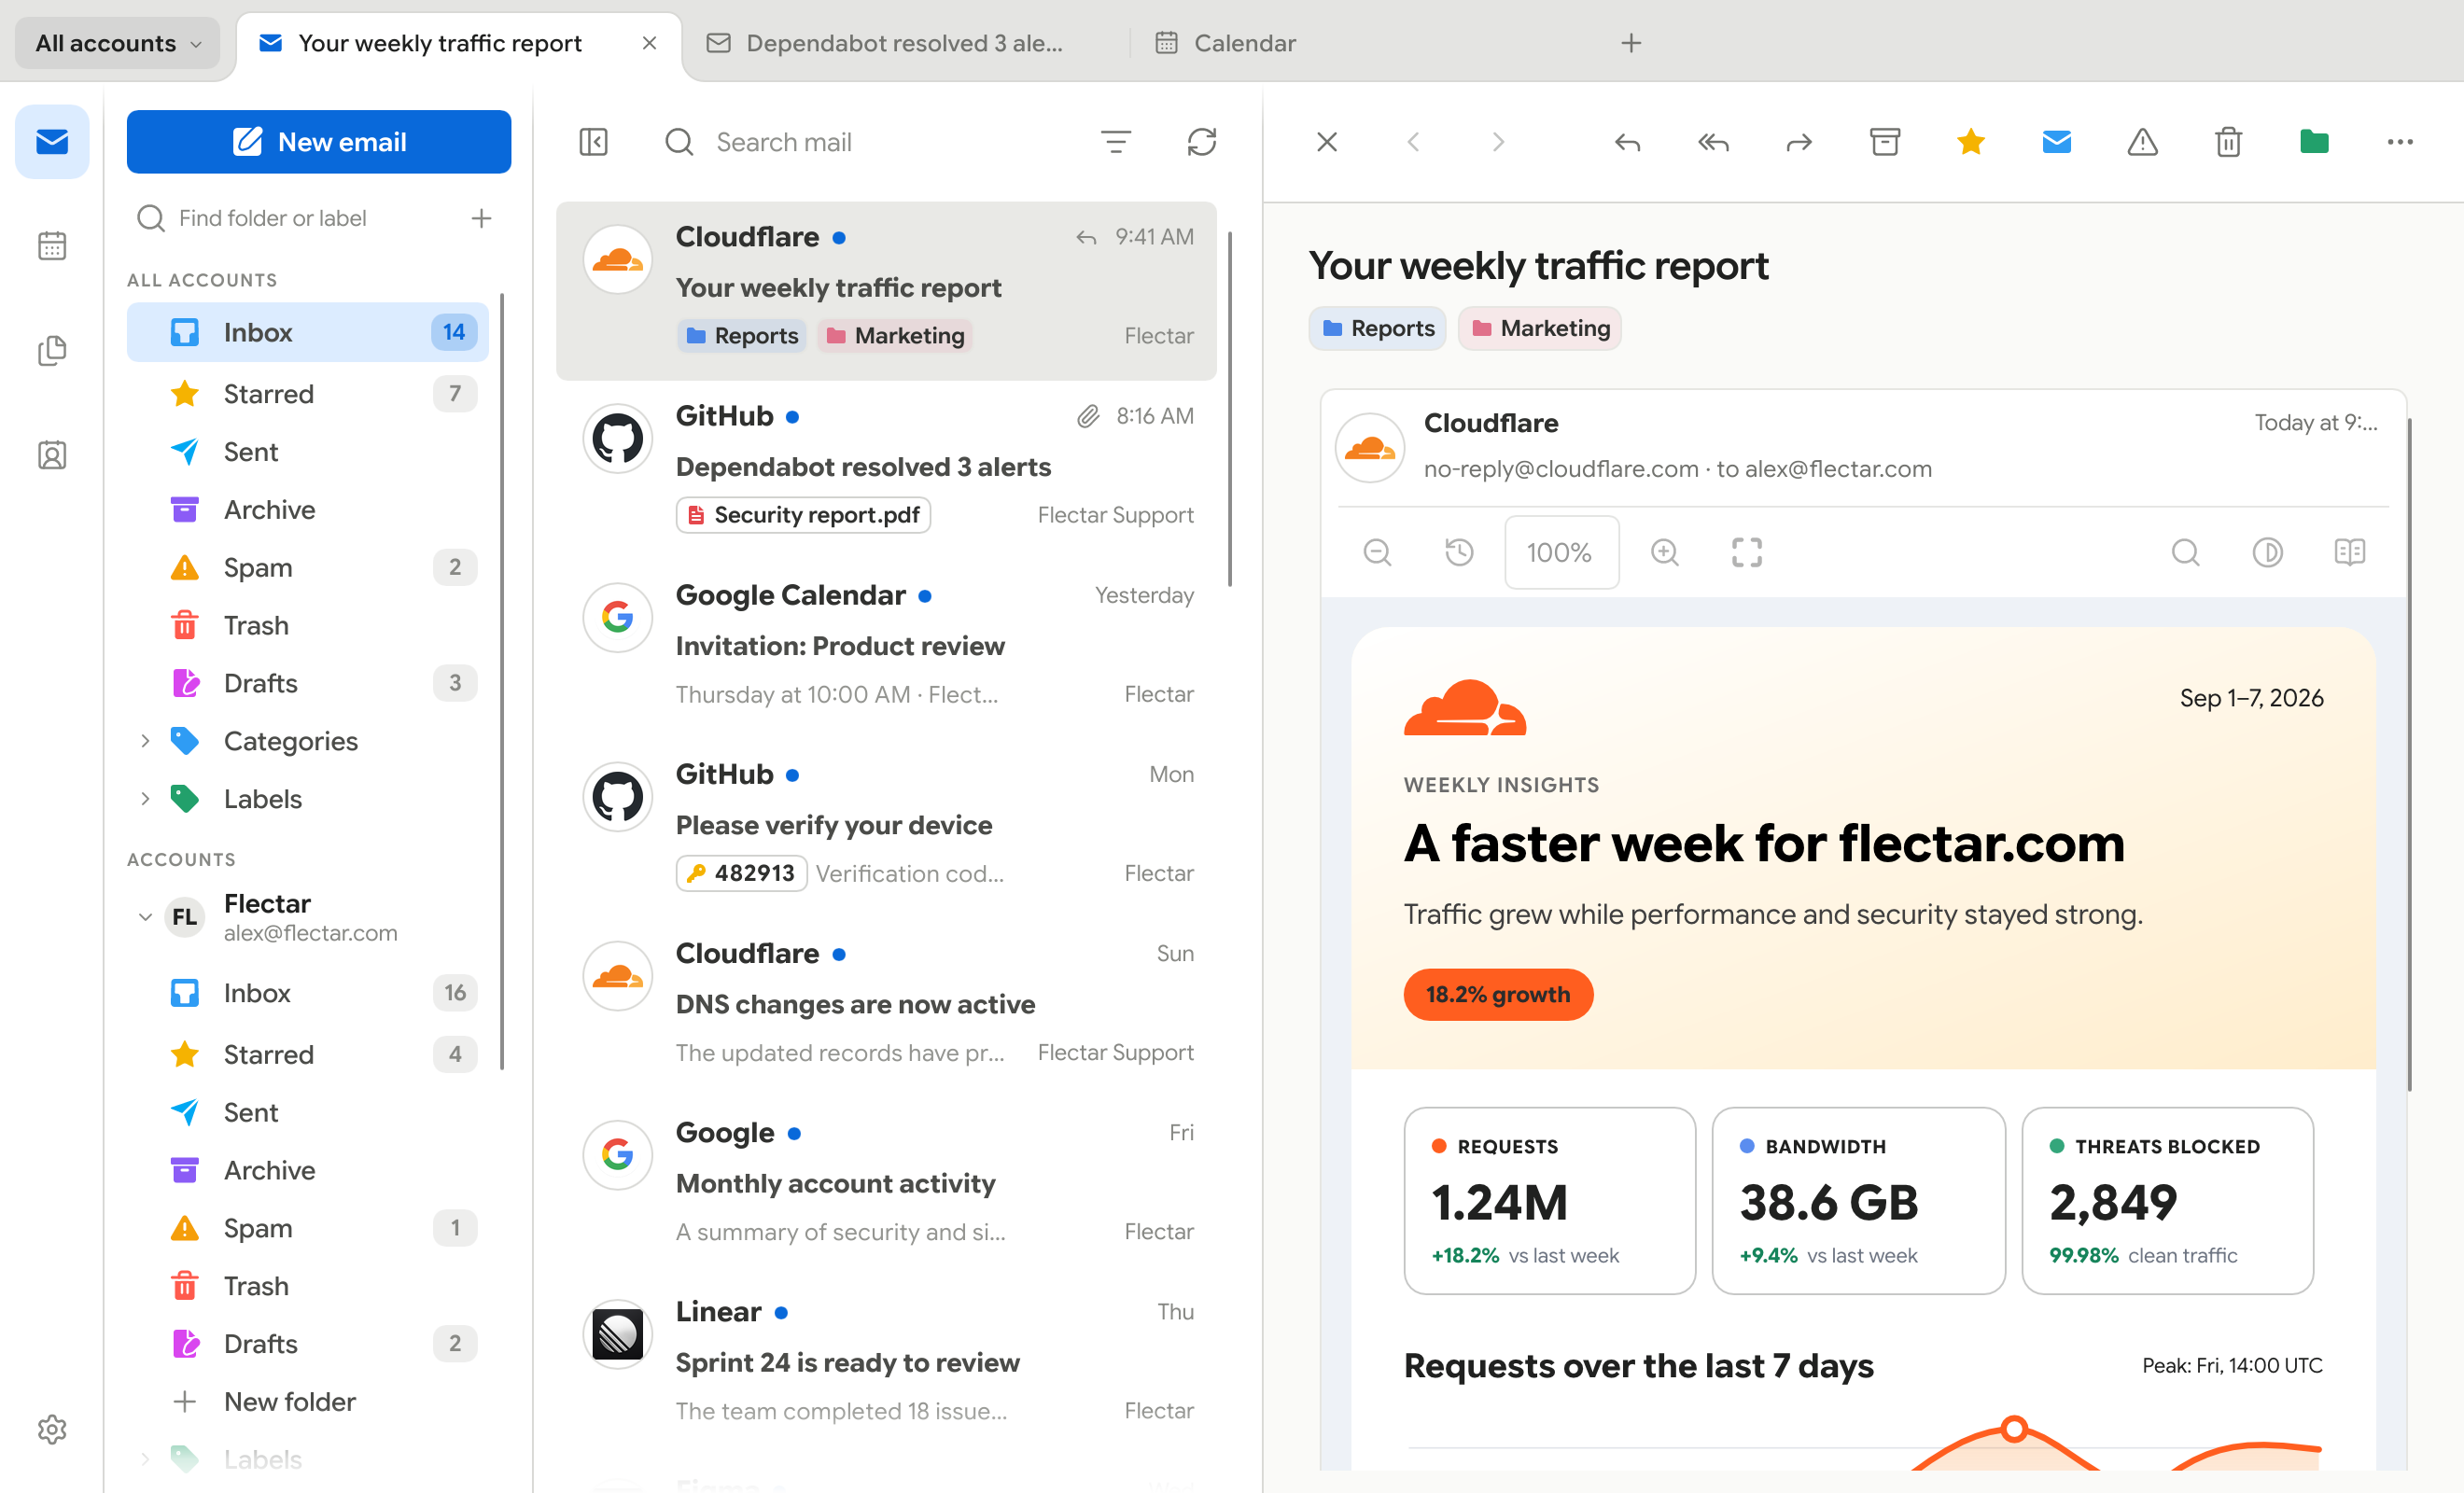 All accounts
Your weekly traffic report
Dependabot resolved 3 ale...
Calendar
New email
Find folder or label
ALL ACCOUNTS
Inbox 14
Starred 7
Sent
Archive
Spam 2
Trash
Drafts 3
Categories
Labels
ACCOUNTS
FL Flectar
alex@flectar.com
Inbox 16
Starred 4
Sent
Archive
Spam 1
Trash
Drafts 2
New folder
Labels
Search mail
Cloudflare 9:41 AM
Your weekly traffic report
Reports Marketing Flectar
GitHub 8:16 AM
Dependabot resolved 3 alerts
Security report.pdf Flectar Support
Google Calendar Yesterday
Invitation: Product review
Thursday at 10:00 AM · Flect... Flectar
GitHub Mon
Please verify your device
482913 Verification cod... Flectar
Cloudflare Sun
DNS changes are now active
The updated records have pr... Flectar Support
Google Fri
Monthly account activity
A summary of security and si... Flectar
Linear Thu
Sprint 24 is ready to review
The team completed 18 issue... Flectar
Your weekly traffic report
Reports Marketing
Cloudflare Today at 9:...
no-reply@cloudflare.com · to alex@flectar.com
100%
Sep 1–7, 2026
WEEKLY INSIGHTS
A faster week for flectar.com
Traffic grew while performance and security stayed strong.
18.2% growth
REQUESTS
1.24M
+18.2% vs last week
BANDWIDTH
38.6 GB
+9.4% vs last week
THREATS BLOCKED
2,849
99.98% clean traffic
Requests over the last 7 days
Peak: Fri, 14:00 UTC